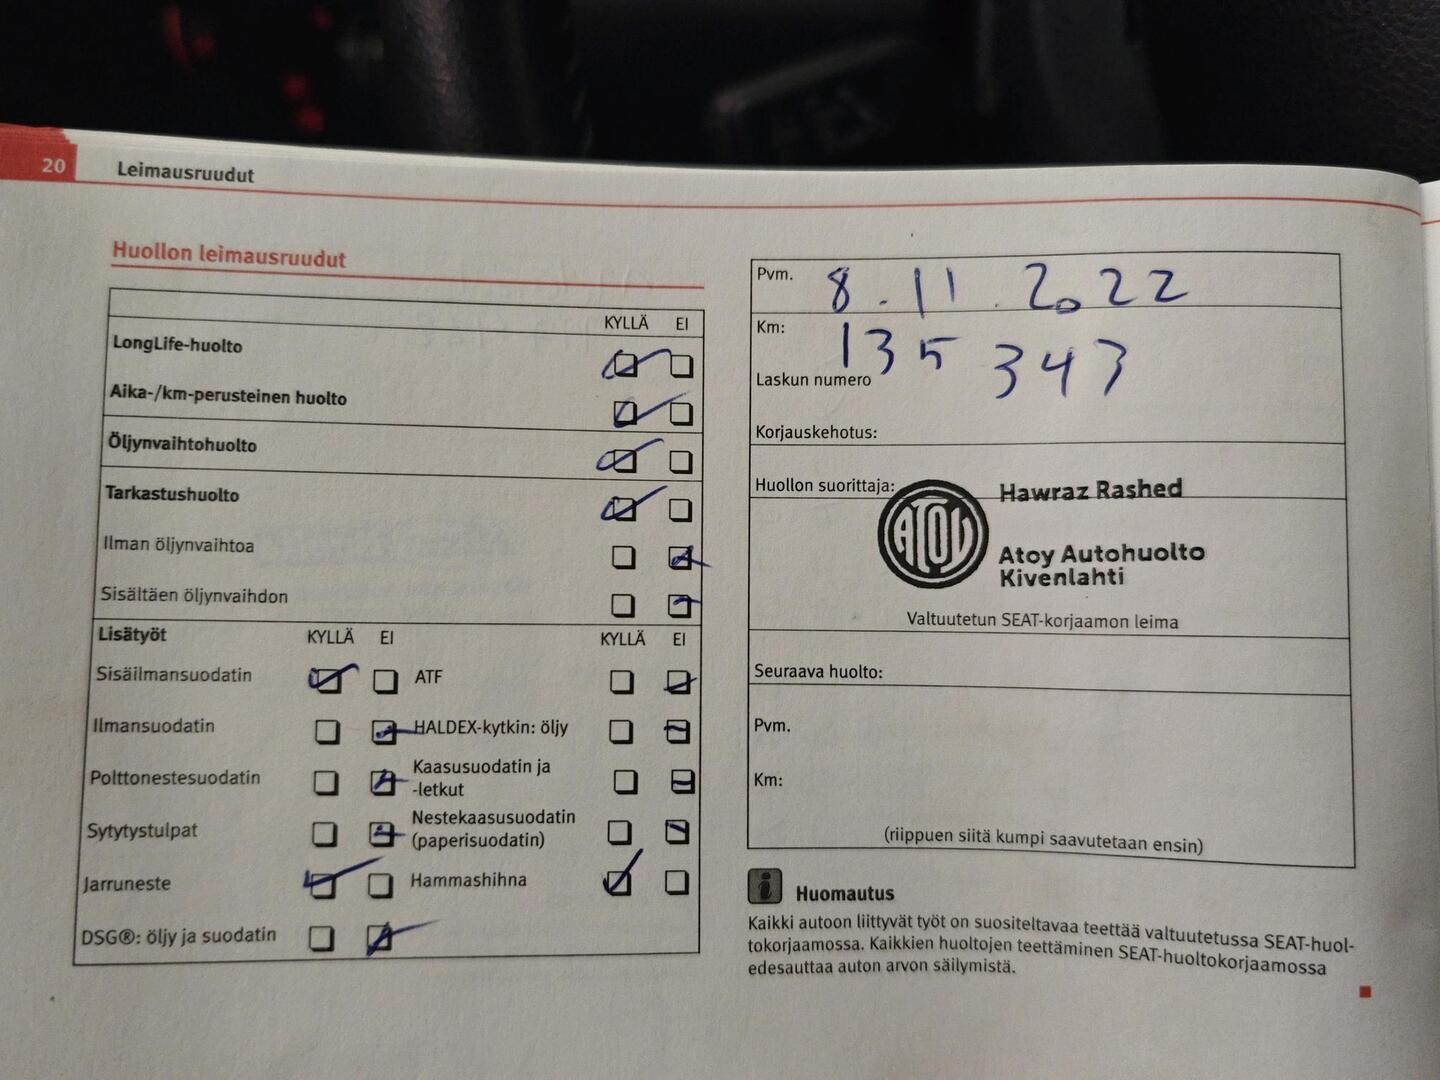 20
Leimausruudut
Huollon leimausruudut
KYLLÄ EI
LongLife-huolto
Aika-/km-perusteinen huolto
Öljynvaihtohuolto
Tarkastushuolto
Ilman öljynvaihtoa
Sisältäen öljynvaihdon
Lisätyöt KYLLÄ EI KYLLÄ EI
Sisäilmansuodatin ATF
Ilmansuodatin HALDEX-kytkin: öljy
Polttonestesuodatin Kaasusuodatin ja
-letkut
Sytytystulpat Nestekaasusuodatin
(paperisuodatin)
Jarruneste Hammashihna
DSG®: öljy ja suodatin
Pvm. 8.11.2022
Km: 135 343
Laskun numero
Korjauskehotus:
Huollon suorittaja: Hawraz Rashed
ATOY
Atoy Autohuolto
Kivenlahti
Valtuutetun SEAT-korjaamon leima
Seuraava huolto:
Pvm.
Km:
(riippuen siitä kumpi saavutetaan ensin)
Huomautus
Kaikki autoon liittyvät työt on suositeltavaa teettää valtuutetussa SEAT-huol-
tokorjaamossa. Kaikkien huoltojen teettäminen SEAT-huoltokorjaamossa
edesauttaa auton arvon säilymistä.